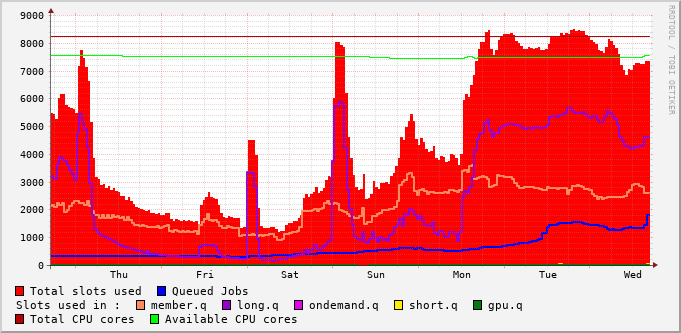 9000
8000
7000
6000
5000
4000
3000
2000
1000
0
Thu Fri Sat Sun Mon Tue Wed
RRDTOOL / TOBI OETIKER
Total slots used Queued Jobs
Slots used in : member.q long.q ondemand.q short.q gpu.q
Total CPU cores Available CPU cores